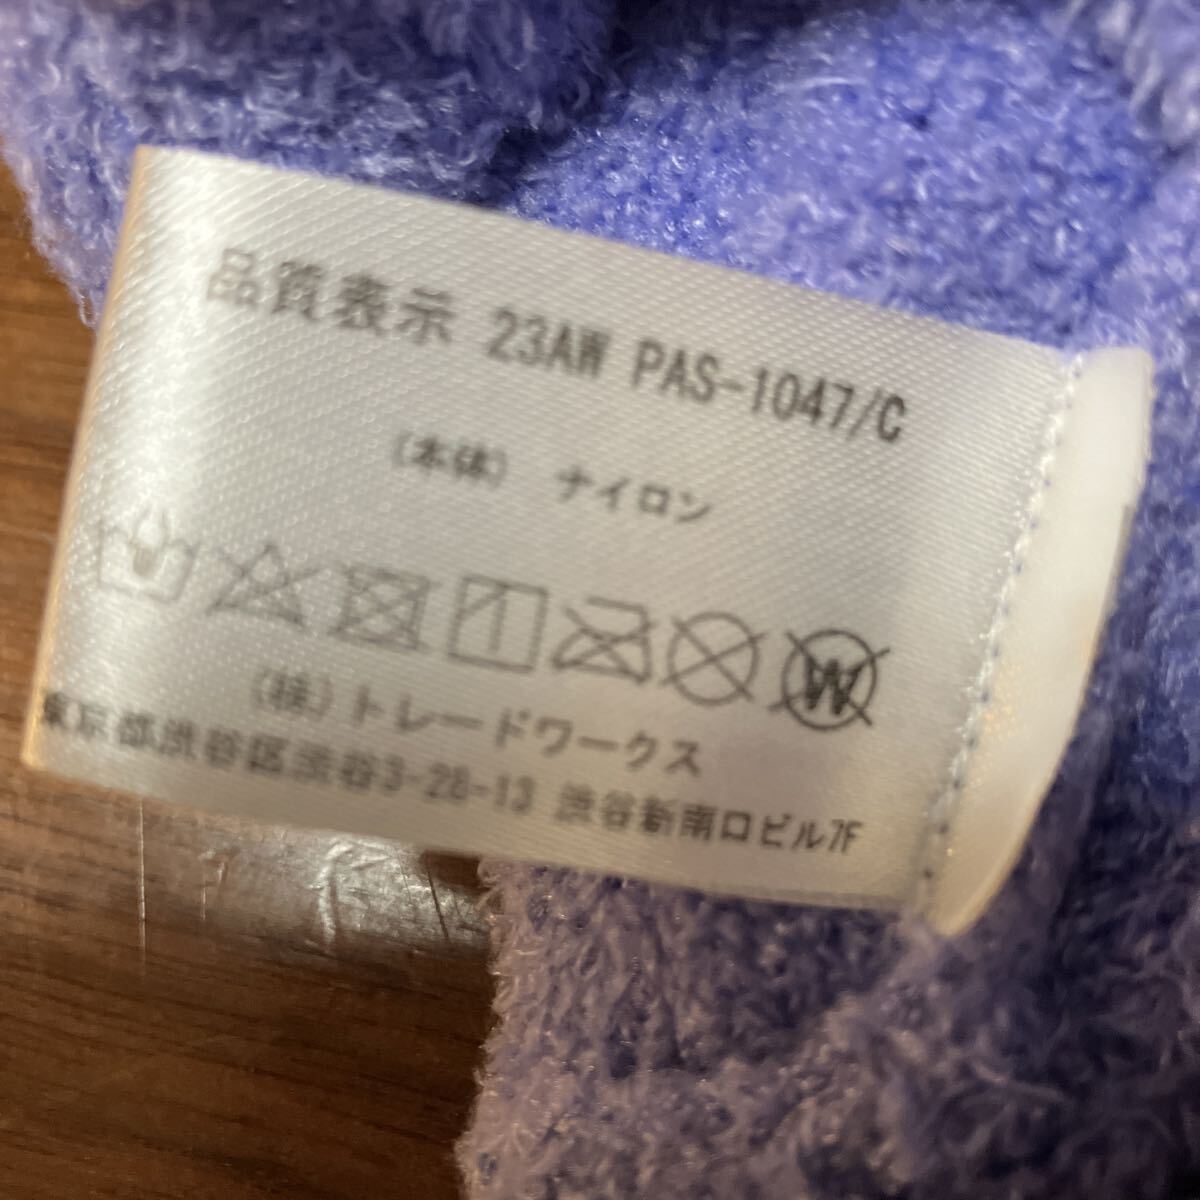 品質表示 23AW PAS-1047/C
(本体) ナイロン
W
(株)トレードワークス
東京都渋谷区渋谷3-28-13 渋谷新南口ビル7F